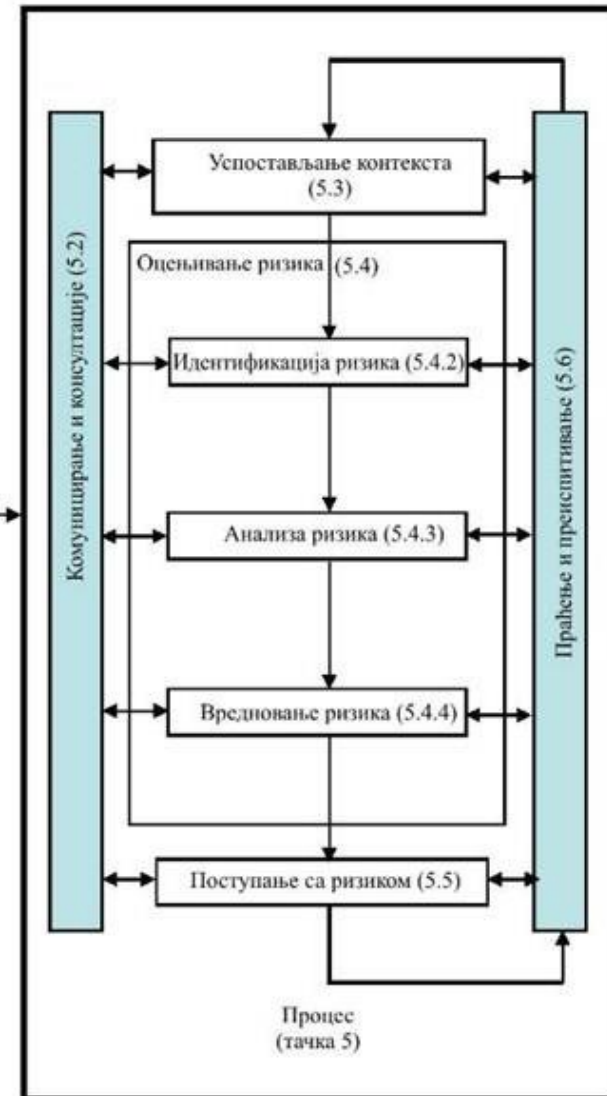 Успостављање контекста
(5.3)
Оцењивање ризика (5.4)
Комуницирање и консултације (5.2)
Идентификација ризика (5.4.2)
Праћење и преиспитивање (5.6)
Анализа ризика (5.4.3)
Вредновање ризика (5.4.4)
Поступање са ризиком (5.5)
Процес
(тачка 5)